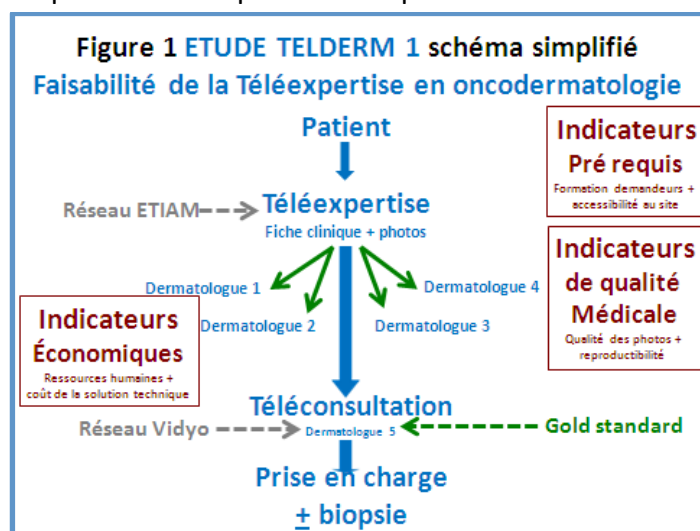 Figure 1 ETUDE TELDERM 1 schéma simplifié
Faisabilité de la Téléexpertise en oncodermatologie
Patient
Indicateurs
Pré requis
Formation demandeurs +
accessibilité au site
Réseau ETIAM
Téléexpertise
Fiche clinique + photos
Indicateurs
de qualité
Médicale
Qualité des photos +
reproductibilité
Dermatologue 1
Dermatologue 2
Dermatologue 3
Dermatologue 4
Indicateurs
Économiques
Ressources humaines +
coût de la solution technique
Téléconsultation
Réseau Vidyo
Dermatologue 5
Gold standard
Prise en charge
± biopsie